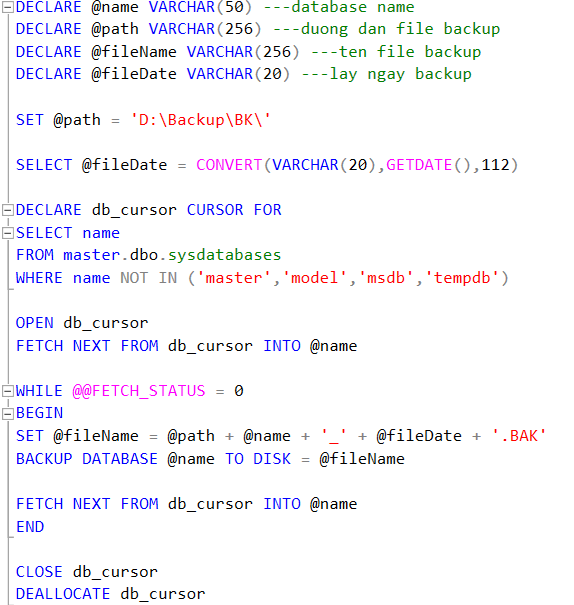 DECLARE @name VARCHAR(50) ---database name
DECLARE @path VARCHAR(256) ---duong dan file backup
DECLARE @fileName VARCHAR(256) ---ten file backup
DECLARE @fileDate VARCHAR(20) ---lay ngay backup
SET @path = 'D:\Backup\BK\'
SELECT @fileDate = CONVERT(VARCHAR(20),GETDATE(),112)
DECLARE db_cursor CURSOR FOR
SELECT name
FROM master.dbo.sysdatabases
WHERE name NOT IN ('master','model','msdb','tempdb')
OPEN db_cursor
FETCH NEXT FROM db_cursor INTO @name
WHILE @@FETCH_STATUS = 0
BEGIN
SET @fileName = @path + @name + '_' + @fileDate + '.BAK'
BACKUP DATABASE @name TO DISK = @fileName
FETCH NEXT FROM db_cursor INTO @name
END
CLOSE db_cursor
DEALLOCATE db_cursor